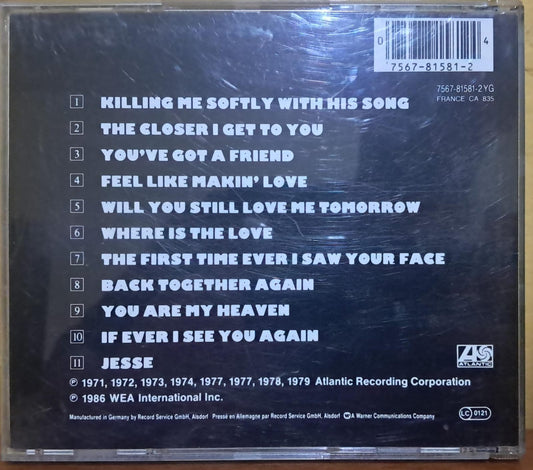 0 4
7567-81581-2
7567-81581-2 YG
FRANCE CA 835
1 KILLING ME SOFTLY WITH HIS SONG
2 THE CLOSER I GET TO YOU
3 YOU'VE GOT A FRIEND
4 FEEL LIKE MAKIN' LOVE
5 WILL YOU STILL LOVE ME TOMORROW
6 WHERE IS THE LOVE
7 THE FIRST TIME EVER I SAW YOUR FACE
8 BACK TOGETHER AGAIN
9 YOU ARE MY HEAVEN
10 IF EVER I SEE YOU AGAIN
11 JESSE
ATLANTIC
℗ 1971, 1972, 1973, 1974, 1977, 1977, 1978, 1979 Atlantic Recording Corporation
℗ 1986 WEA International Inc.
Manufactured in Germany by Record Service GmbH, Alsdorf Pressé en Allemagne par Record Service GmbH, Alsdorf A Warner Communications Company
LC 0121